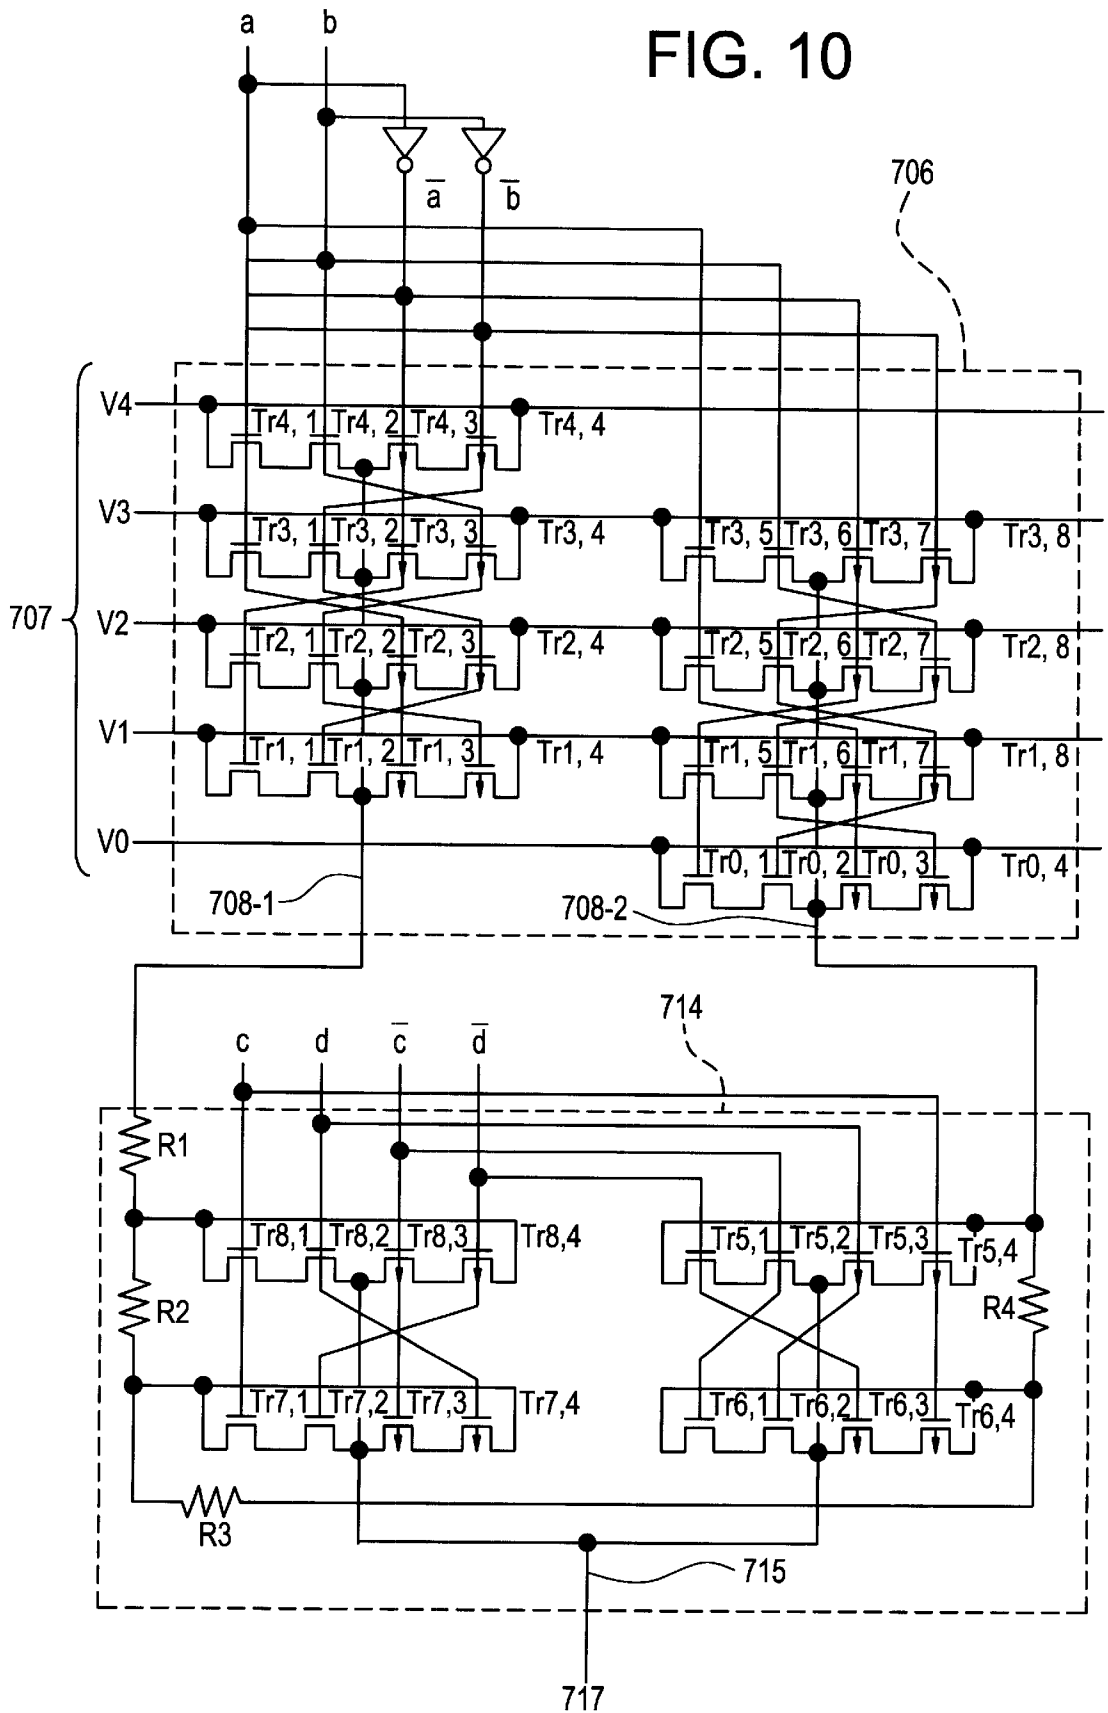 a b
FIG. 10
a̅ b̅
706
V4 Tr4, 1 Tr4, 2 Tr4, 3 Tr4, 4
V3 Tr3, 1 Tr3, 2 Tr3, 3 Tr3, 4 Tr3, 5 Tr3, 6 Tr3, 7 Tr3, 8
707
V2 Tr2, 1 Tr2, 2 Tr2, 3 Tr2, 4 Tr2, 5 Tr2, 6 Tr2, 7 Tr2, 8
V1 Tr1, 1 Tr1, 2 Tr1, 3 Tr1, 4 Tr1, 5 Tr1, 6 Tr1, 7 Tr1, 8
V0 Tr0, 1 Tr0, 2 Tr0, 3 Tr0, 4
708-1 708-2
714
c d c̅ d̅
R1
Tr8,1 Tr8,2 Tr8,3 Tr8,4 Tr5,1 Tr5,2 Tr5,3 Tr5,4
R2 R4
Tr7,1 Tr7,2 Tr7,3 Tr7,4 Tr6,1 Tr6,2 Tr6,3 Tr6,4
R3
715
717